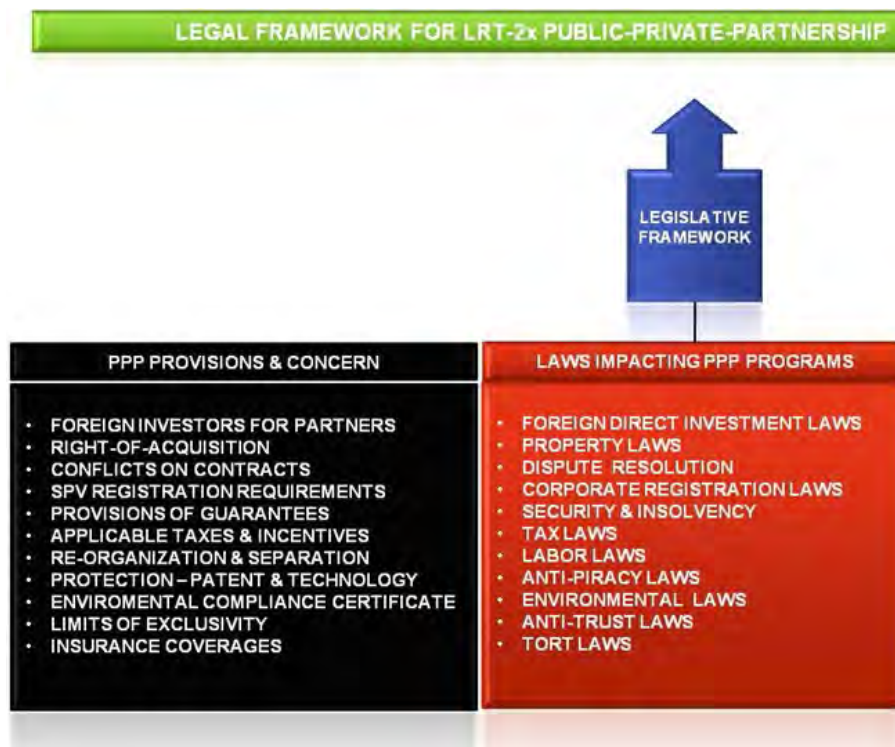 LEGAL FRAMEWORK FOR LRT-2x PUBLIC-PRIVATE-PARTNERSHIP
LEGISLATIVE
FRAMEWORK
PPP PROVISIONS & CONCERN
• FOREIGN INVESTORS FOR PARTNERS
• RIGHT-OF-ACQUISITION
• CONFLICTS ON CONTRACTS
• SPV REGISTRATION REQUIREMENTS
• PROVISIONS OF GUARANTEES
• APPLICABLE TAXES & INCENTIVES
• RE-ORGANIZATION & SEPARATION
• PROTECTION – PATENT & TECHNOLOGY
• ENVIROMENTAL COMPLIANCE CERTIFICATE
• LIMITS OF EXCLUSIVITY
• INSURANCE COVERAGES
LAWS IMPACTING PPP PROGRAMS
• FOREIGN DIRECT INVESTMENT LAWS
• PROPERTY LAWS
• DISPUTE RESOLUTION
• CORPORATE REGISTRATION LAWS
• SECURITY & INSOLVENCY
• TAX LAWS
• LABOR LAWS
• ANTI-PIRACY LAWS
• ENVIRONMENTAL LAWS
• ANTI-TRUST LAWS
• TORT LAWS